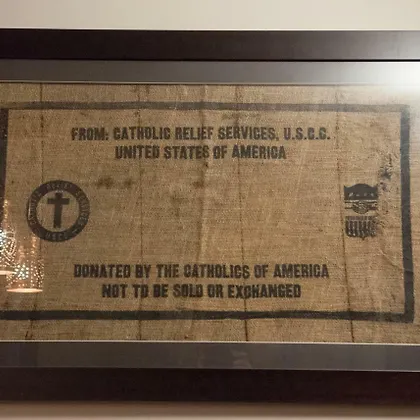 FROM: CATHOLIC RELIEF SERVICES, U.S.C.C.
UNITED STATES OF AMERICA
DONATED BY THE CATHOLICS OF AMERICA
NOT TO BE SOLD OR EXCHANGED